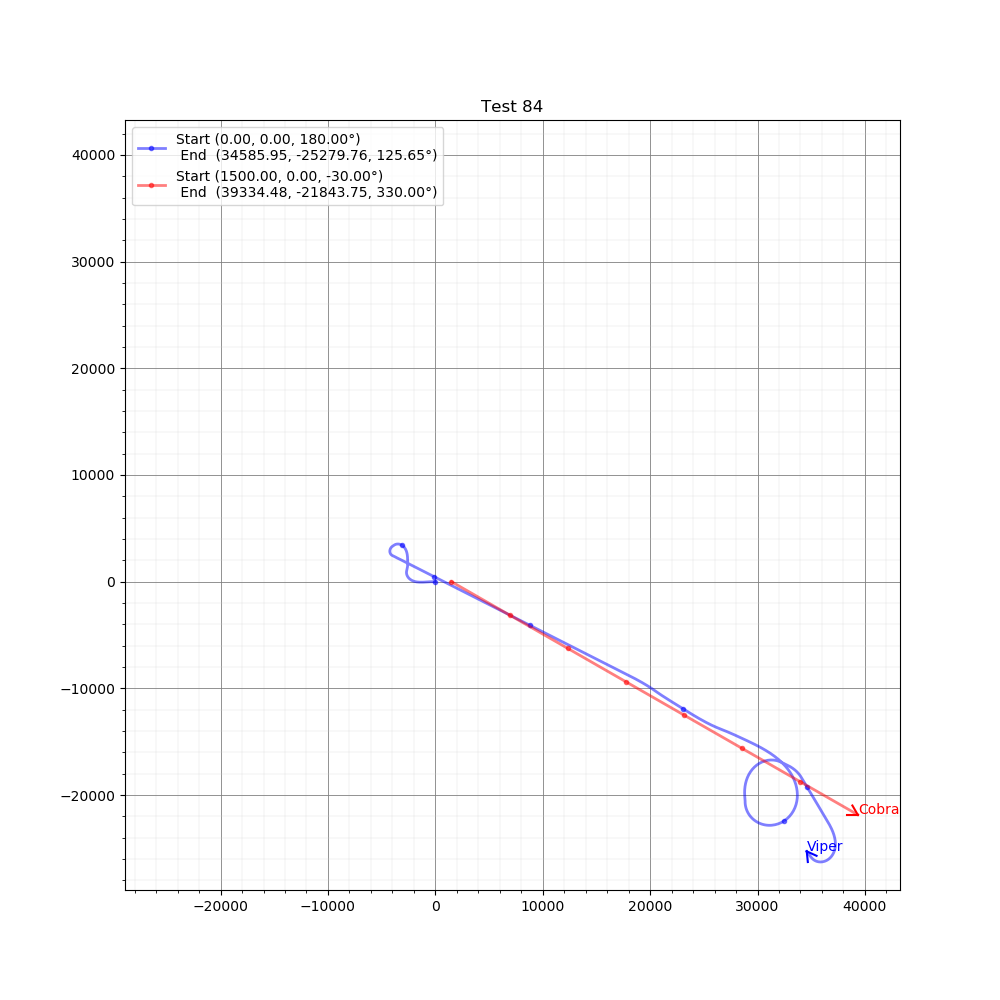 Test 84
Start (0.00, 0.00, 180.00°)
End (34585.95, -25279.76, 125.65°)
Start (1500.00, 0.00, -30.00°)
End (39334.48, -21843.75, 330.00°)
40000
30000
20000
10000
0
−10000
−20000
Cobra
Viper
−20000 −10000 0 10000 20000 30000 40000